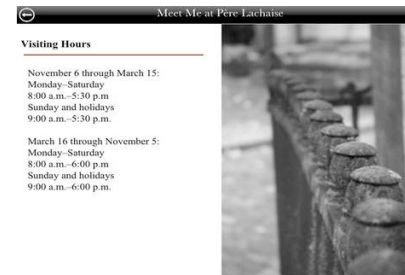 Meet Me at Père Lachaise
Visiting Hours
November 6 through March 15:
Monday–Saturday
8:00 a.m.–5:30 p.m
Sunday and holidays
9:00 a.m.–5:30 p.m.
March 16 through November 5:
Monday–Saturday
8:00 a.m.–6:00 p.m
Sunday and holidays
9:00 a.m.–6:00 p.m.